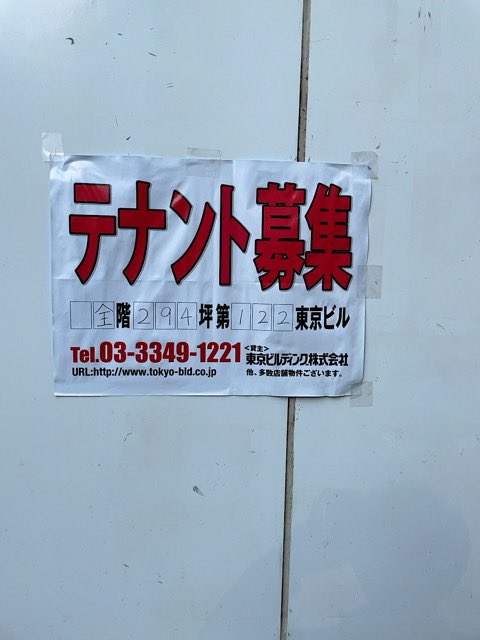 テナント募集
全階294坪第122東京ビル
Tel.03-3349-1221
URL:http://www.tokyo-bld.co.jp
<貸主>
東京ビルディング株式会社
他、多数店舗物件ございます。